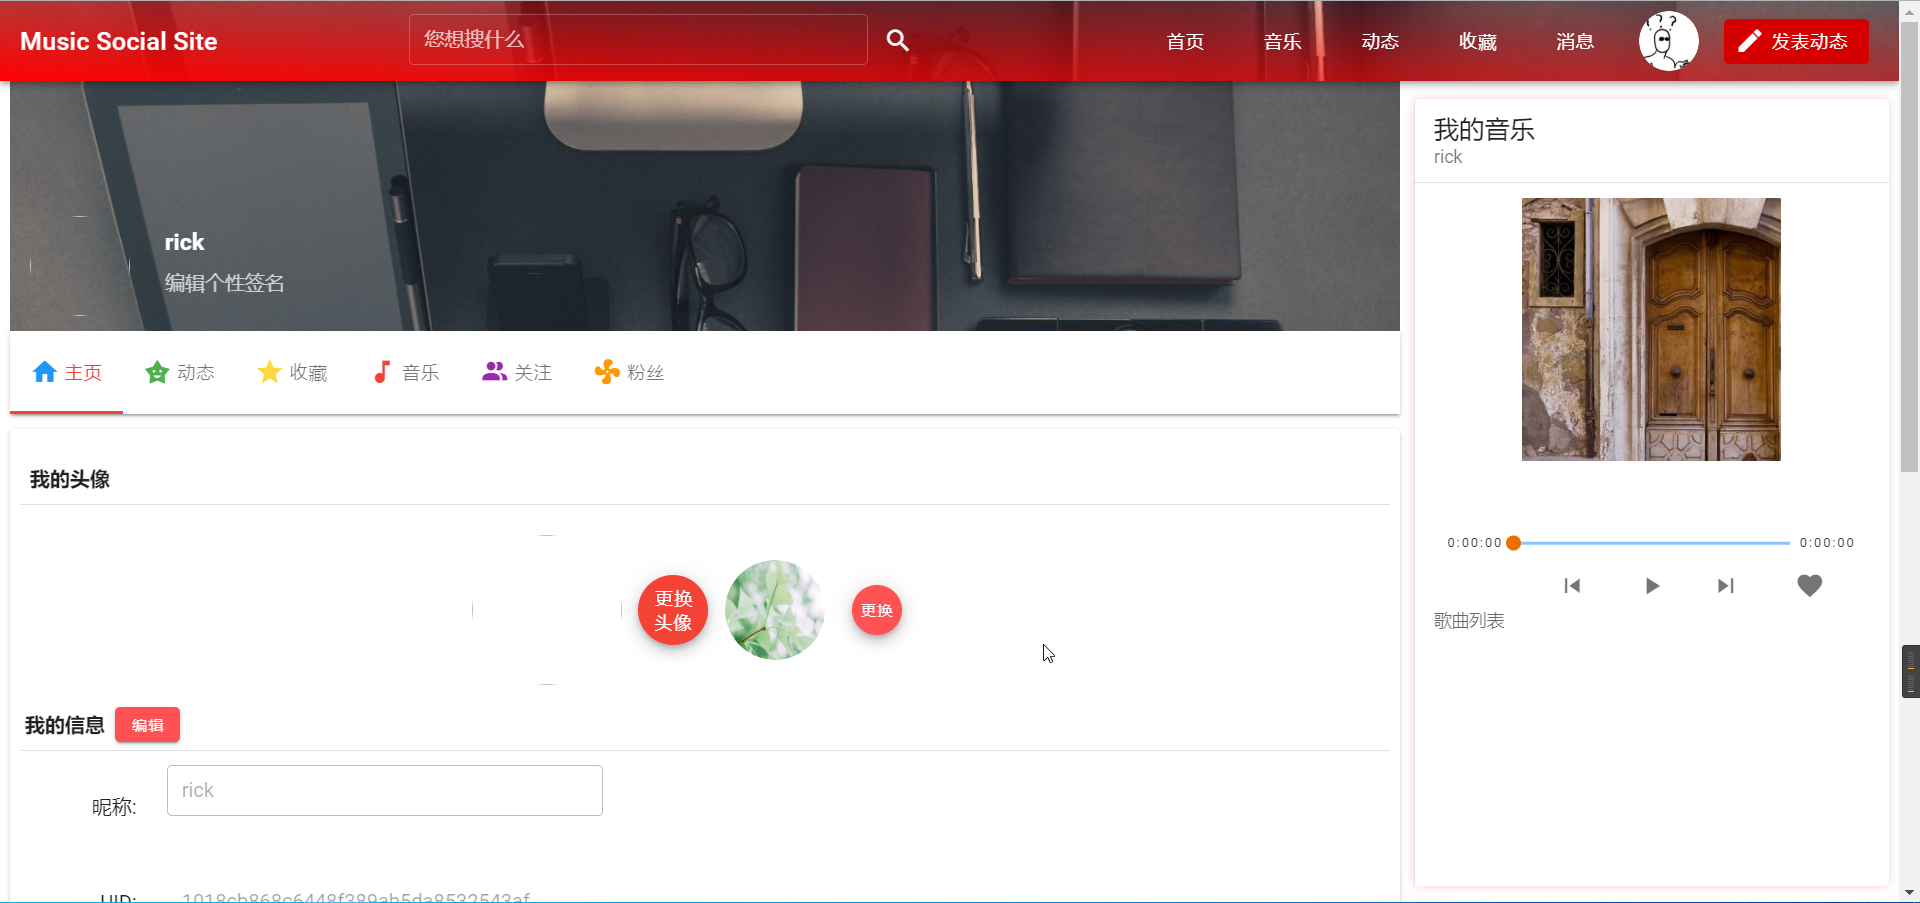 Music Social Site
您想搜什么
首页
音乐
动态
收藏
消息
发表动态
rick
编辑个性签名
主页
动态
收藏
音乐
关注
粉丝
我的头像
更换
头像
更换
我的信息
编辑
昵称:
rick
UID:
1018cb868c6448f389ab5da8532543af
我的音乐
rick
0:00:00
0:00:00
歌曲列表